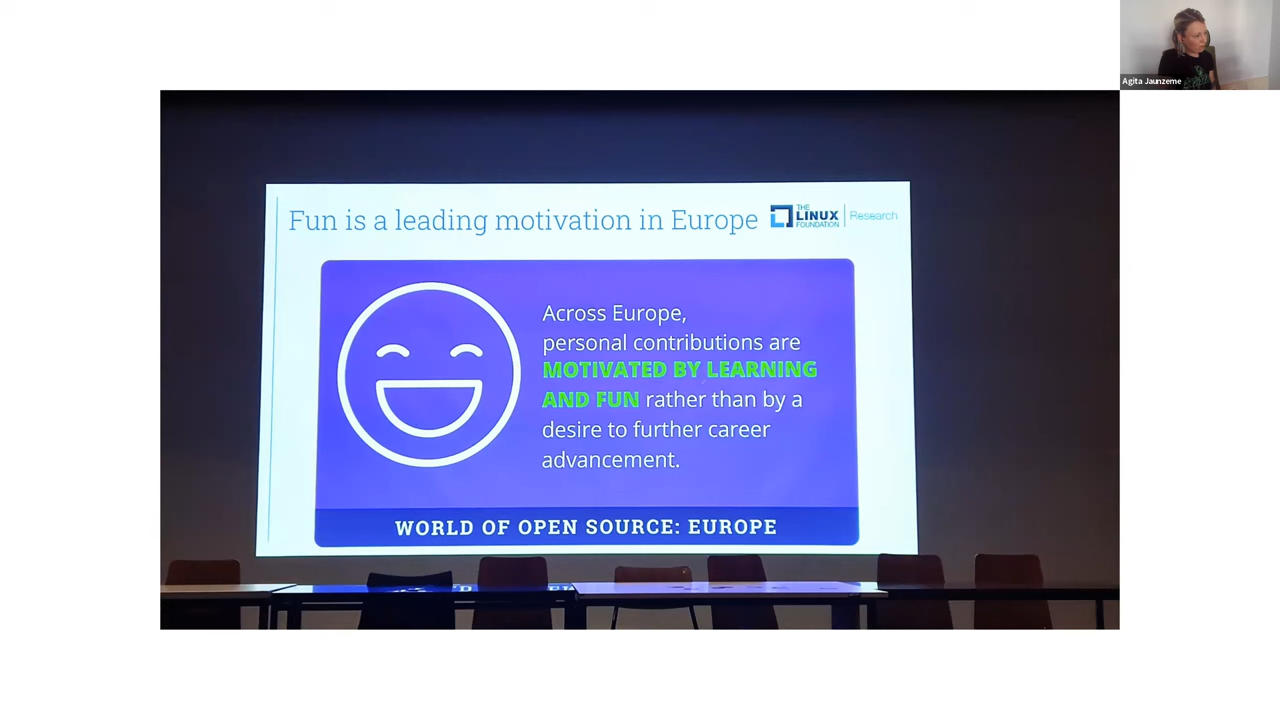 Agita Jaunzeme
Fun is a leading motivation in Europe
THE
LINUX
FOUNDATION
Research
Across Europe,
personal contributions are
MOTIVATED BY LEARNING
AND FUN rather than by a
desire to further career
advancement.
WORLD OF OPEN SOURCE: EUROPE